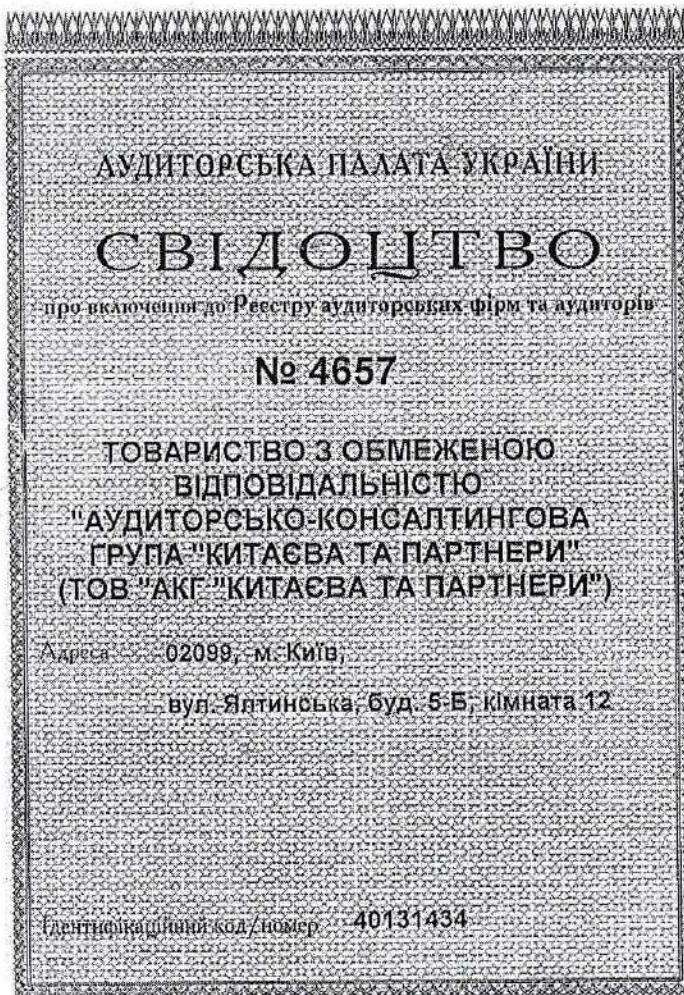 АУДИТОРСЬКА ПАЛАТА УКРАЇНИ
СВІДОЦТВО
про включення до Реєстру аудиторських фірм та аудиторів
№ 4657
ТОВАРИСТВО З ОБМЕЖЕНОЮ
ВІДПОВІДАЛЬНІСТЮ
"АУДИТОРСЬКО-КОНСАЛТИНГОВА
ГРУПА "КИТАЄВА ТА ПАРТНЕРИ"
(ТОВ "АКГ "КИТАЄВА ТА ПАРТНЕРИ")
Адреса 02099, м. Київ,
вул. Ялтинська, буд. 5-Б, кімната 12
Ідентифікаційний код/номер 40131434